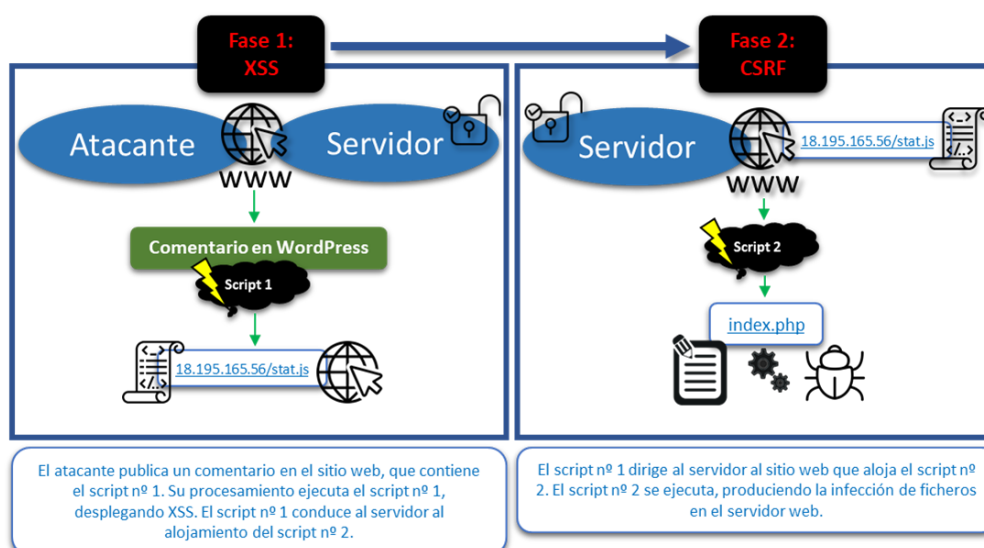 Fase 1:
XSS
Fase 2:
CSRF
Atacante
Servidor
WWW
Comentario en WordPress
Script 1
18.195.165.56/stat.js
El atacante publica un comentario en el sitio web, que contiene
el script nº 1. Su procesamiento ejecuta el script nº 1,
desplegando XSS. El script nº 1 conduce al servidor al
alojamiento del script nº 2.
Servidor
WWW
18.195.165.56/stat.js
Script 2
index.php
El script nº 1 dirige al servidor al sitio web que aloja el script nº
2. El script nº 2 se ejecuta, produciendo la infección de ficheros
en el servidor web.